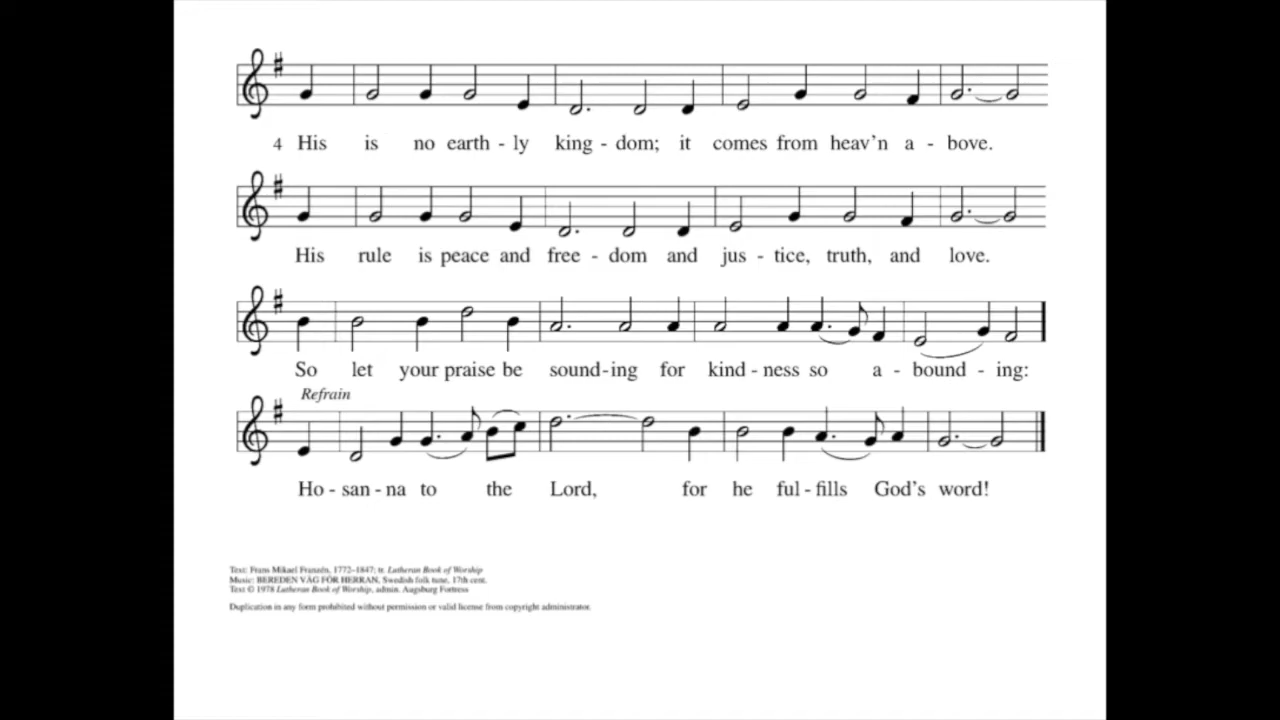 4 His is no earth - ly king - dom; it comes from heav'n a - bove.
His rule is peace and free - dom and jus - tice, truth, and love.
So let your praise be sound - ing for kind - ness so a - bound - ing:
Refrain
Ho - san - na to the Lord, for he ful - fills God's word!
Text: Frans Mikael Franzén, 1772–1847; tr. Lutheran Book of Worship
Music: BEREDEN VÄG FÖR HERRAN, Swedish folk tune, 17th cent.
Text © 1978 Lutheran Book of Worship, admin. Augsburg Fortress
Duplication in any form prohibited without permission or valid license from copyright administrator.